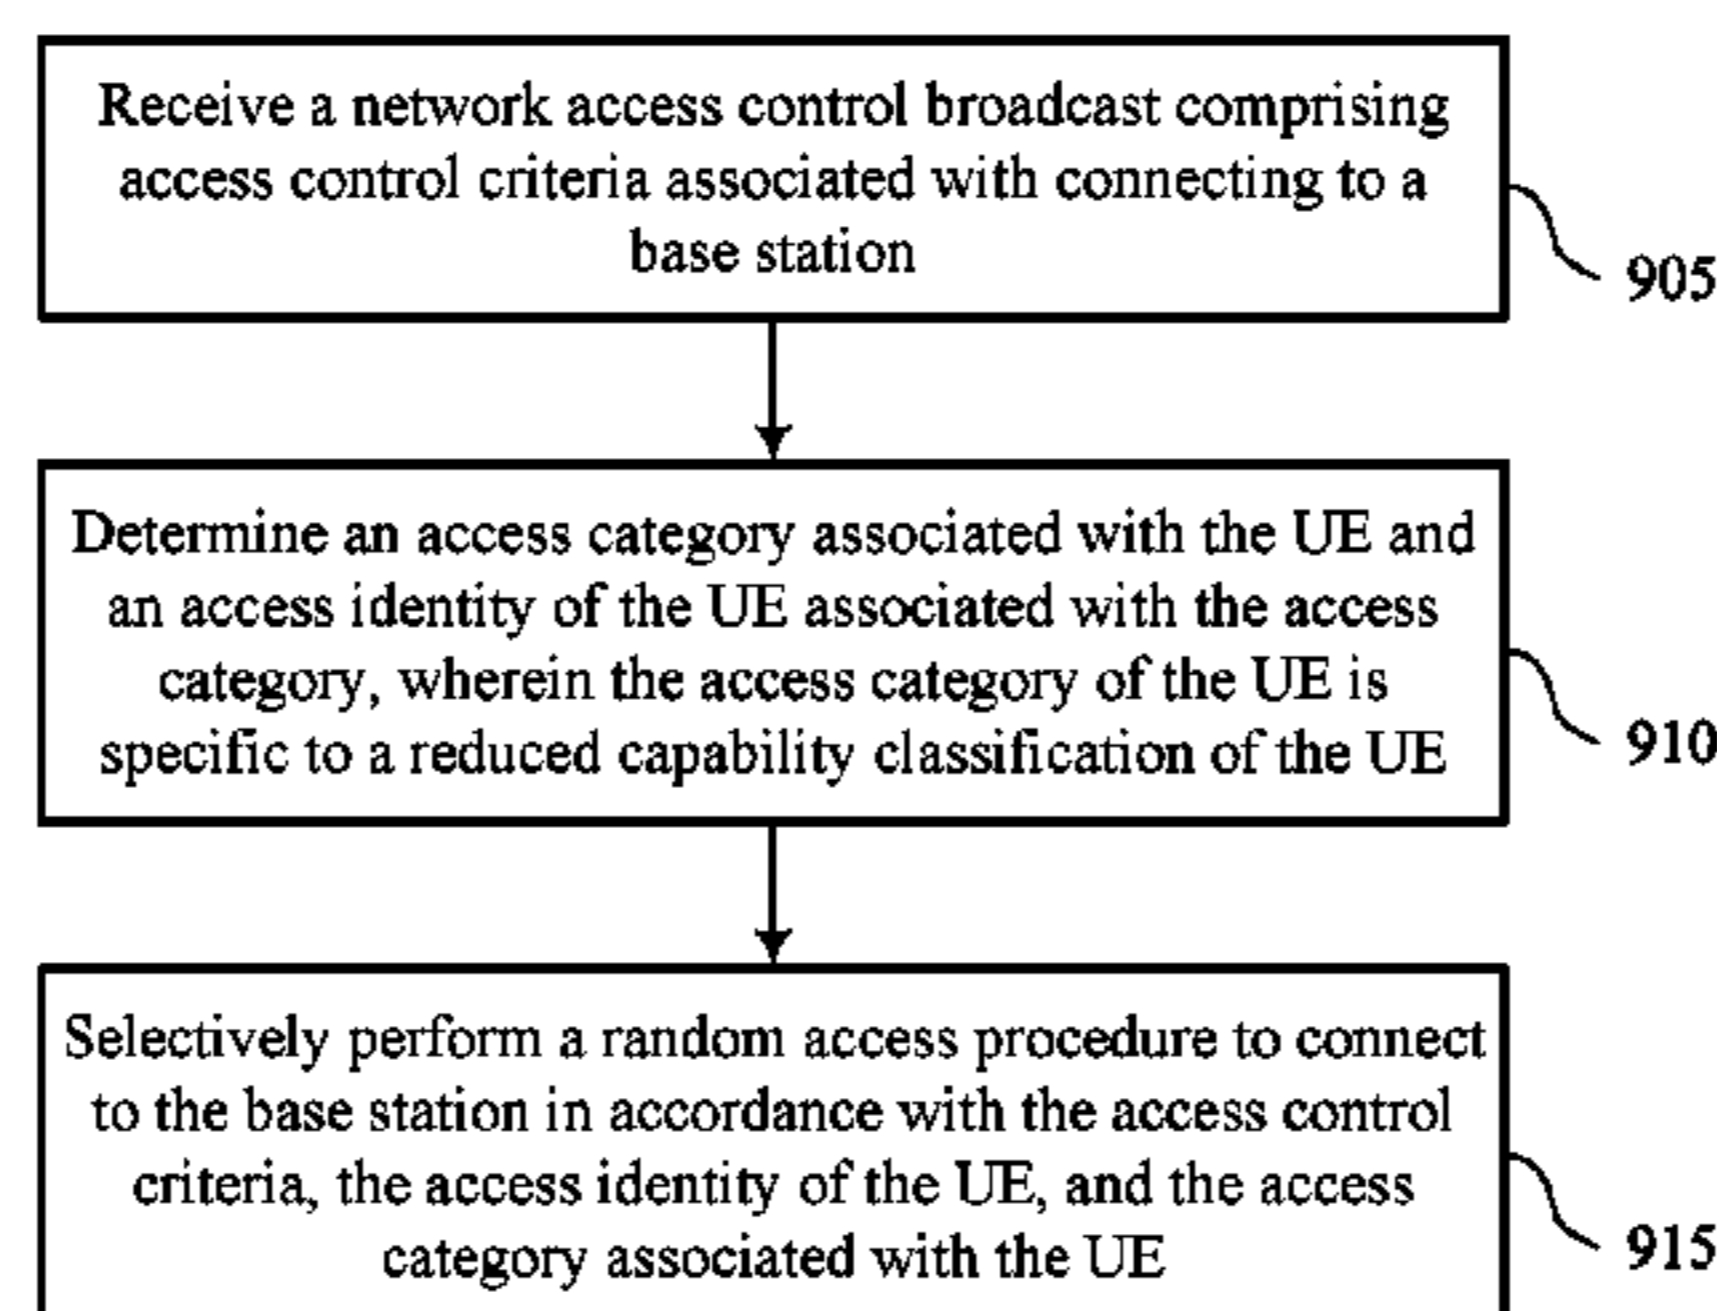 Receive a network access control broadcast comprising
access control criteria associated with connecting to a
base station
905
Determine an access category associated with the UE and
an access identity of the UE associated with the access
category, wherein the access category of the UE is
specific to a reduced capability classification of the UE
910
Selectively perform a random access procedure to connect
to the base station in accordance with the access control
criteria, the access identity of the UE, and the access
category associated with the UE
915